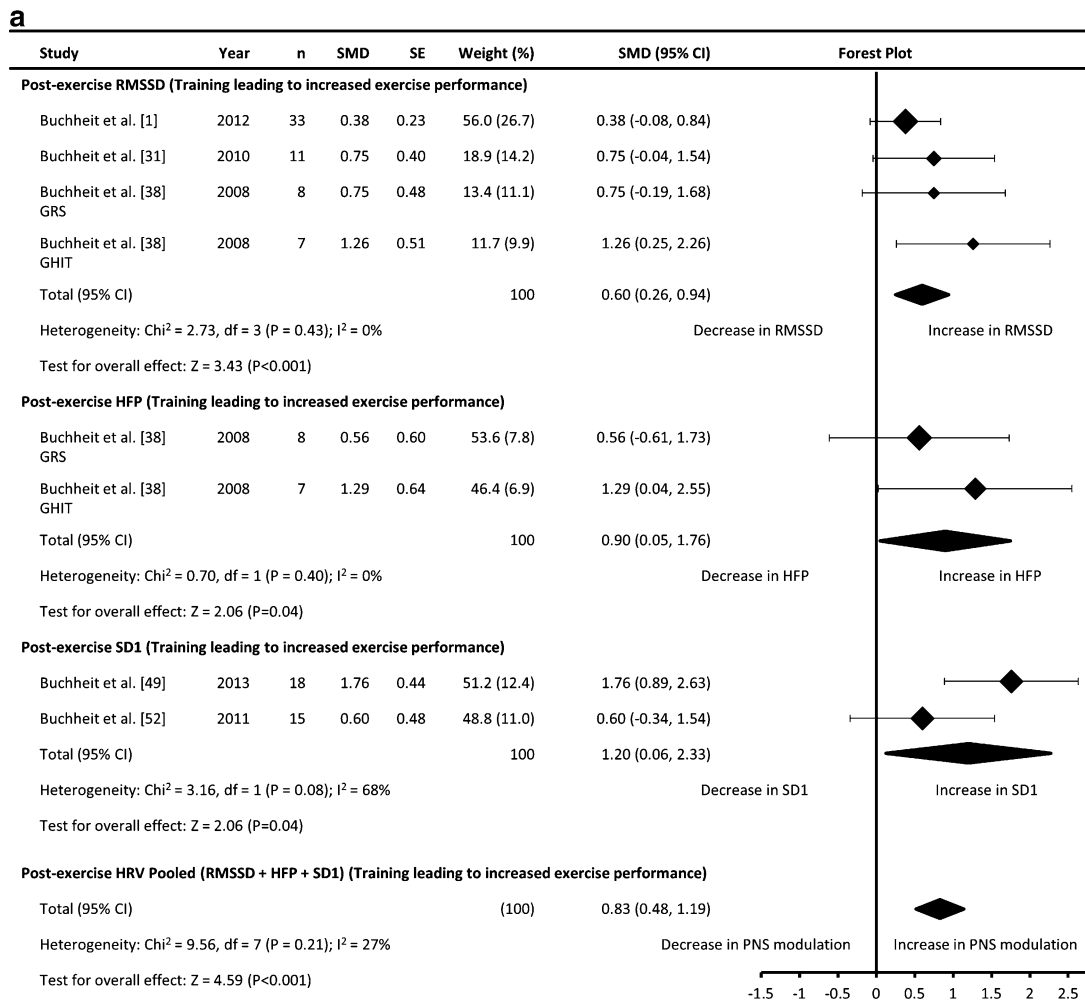 a
Study Year n SMD SE Weight (%) SMD (95% CI) Forest Plot
Post-exercise RMSSD (Training leading to increased exercise performance)
Buchheit et al. [1] 2012 33 0.38 0.23 56.0 (26.7) 0.38 (-0.08, 0.84)
Buchheit et al. [31] 2010 11 0.75 0.40 18.9 (14.2) 0.75 (-0.04, 1.54)
Buchheit et al. [38] 2008 8 0.75 0.48 13.4 (11.1) 0.75 (-0.19, 1.68)
GRS
Buchheit et al. [38] 2008 7 1.26 0.51 11.7 (9.9) 1.26 (0.25, 2.26)
GHIT
Total (95% CI) 100 0.60 (0.26, 0.94)
Heterogeneity: Chi² = 2.73, df = 3 (P = 0.43); I² = 0% Decrease in RMSSD Increase in RMSSD
Test for overall effect: Z = 3.43 (P<0.001)
Post-exercise HFP (Training leading to increased exercise performance)
Buchheit et al. [38] 2008 8 0.56 0.60 53.6 (7.8) 0.56 (-0.61, 1.73)
GRS
Buchheit et al. [38] 2008 7 1.29 0.64 46.4 (6.9) 1.29 (0.04, 2.55)
GHIT
Total (95% CI) 100 0.90 (0.05, 1.76)
Heterogeneity: Chi² = 0.70, df = 1 (P = 0.40); I² = 0% Decrease in HFP Increase in HFP
Test for overall effect: Z = 2.06 (P=0.04)
Post-exercise SD1 (Training leading to increased exercise performance)
Buchheit et al. [49] 2013 18 1.76 0.44 51.2 (12.4) 1.76 (0.89, 2.63)
Buchheit et al. [52] 2011 15 0.60 0.48 48.8 (11.0) 0.60 (-0.34, 1.54)
Total (95% CI) 100 1.20 (0.06, 2.33)
Heterogeneity: Chi² = 3.16, df = 1 (P = 0.08); I² = 68% Decrease in SD1 Increase in SD1
Test for overall effect: Z = 2.06 (P=0.04)
Post-exercise HRV Pooled (RMSSD + HFP + SD1) (Training leading to increased exercise performance)
Total (95% CI) (100) 0.83 (0.48, 1.19)
Heterogeneity: Chi² = 9.56, df = 7 (P = 0.21); I² = 27% Decrease in PNS modulation Increase in PNS modulation
Test for overall effect: Z = 4.59 (P<0.001)
-1.5 -1 -0.5 0 0.5 1 1.5 2 2.5